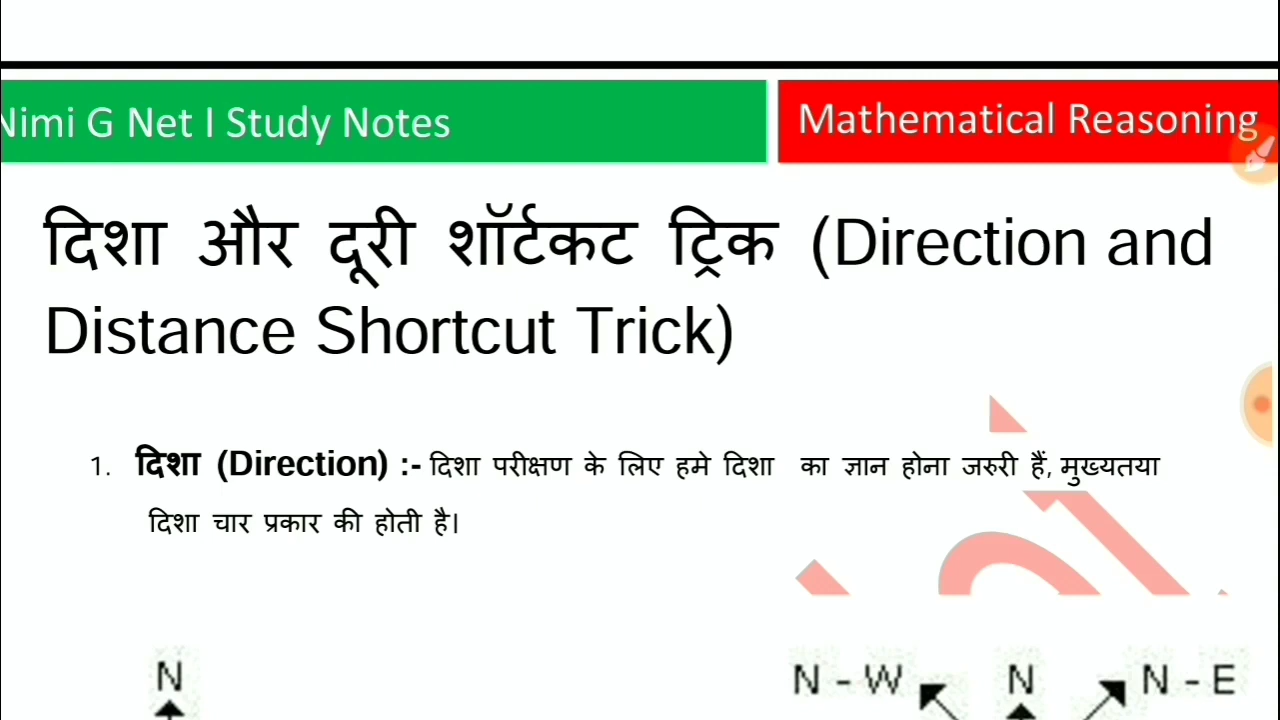 Nimi G Net I Study Notes
Mathematical Reasoning
दिशा और दूरी शॉर्टकट ट्रिक (Direction and
Distance Shortcut Trick)
1. दिशा (Direction) :- दिशा परीक्षण के लिए हमे दिशा का ज्ञान होना जरुरी हैं, मुख्यतया
दिशा चार प्रकार की होती है।
N
N - W N N - E